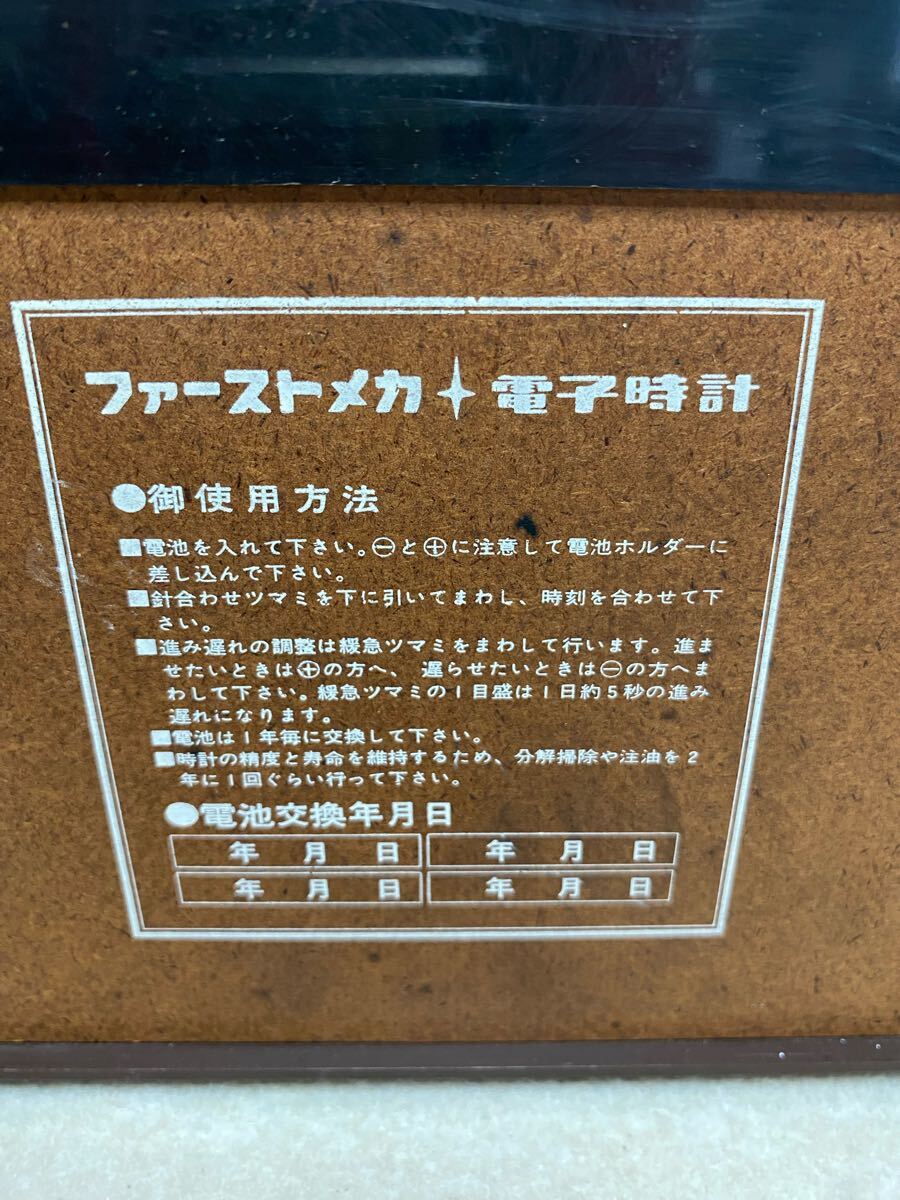 ファーストメカ 電子時計
●御使用方法
■電池を入れて下さい。⊖と⊕に注意して電池ホルダーに
差し込んで下さい。
■針合わせツマミを下に引いてまわし、時刻を合わせて下
さい。
■進み遅れの調整は緩急ツマミをまわして行います。進ま
せたいときは⊕の方へ、遅らせたいときは⊖の方へま
わして下さい。緩急ツマミの1目盛は1日約5秒の進み
遅れになります。
■電池は1年毎に交換して下さい。
■時計の精度と寿命を維持するため、分解掃除や注油を2
年に1回ぐらい行って下さい。
●電池交換年月日
年 月 日 年 月 日
年 月 日 年 月 日